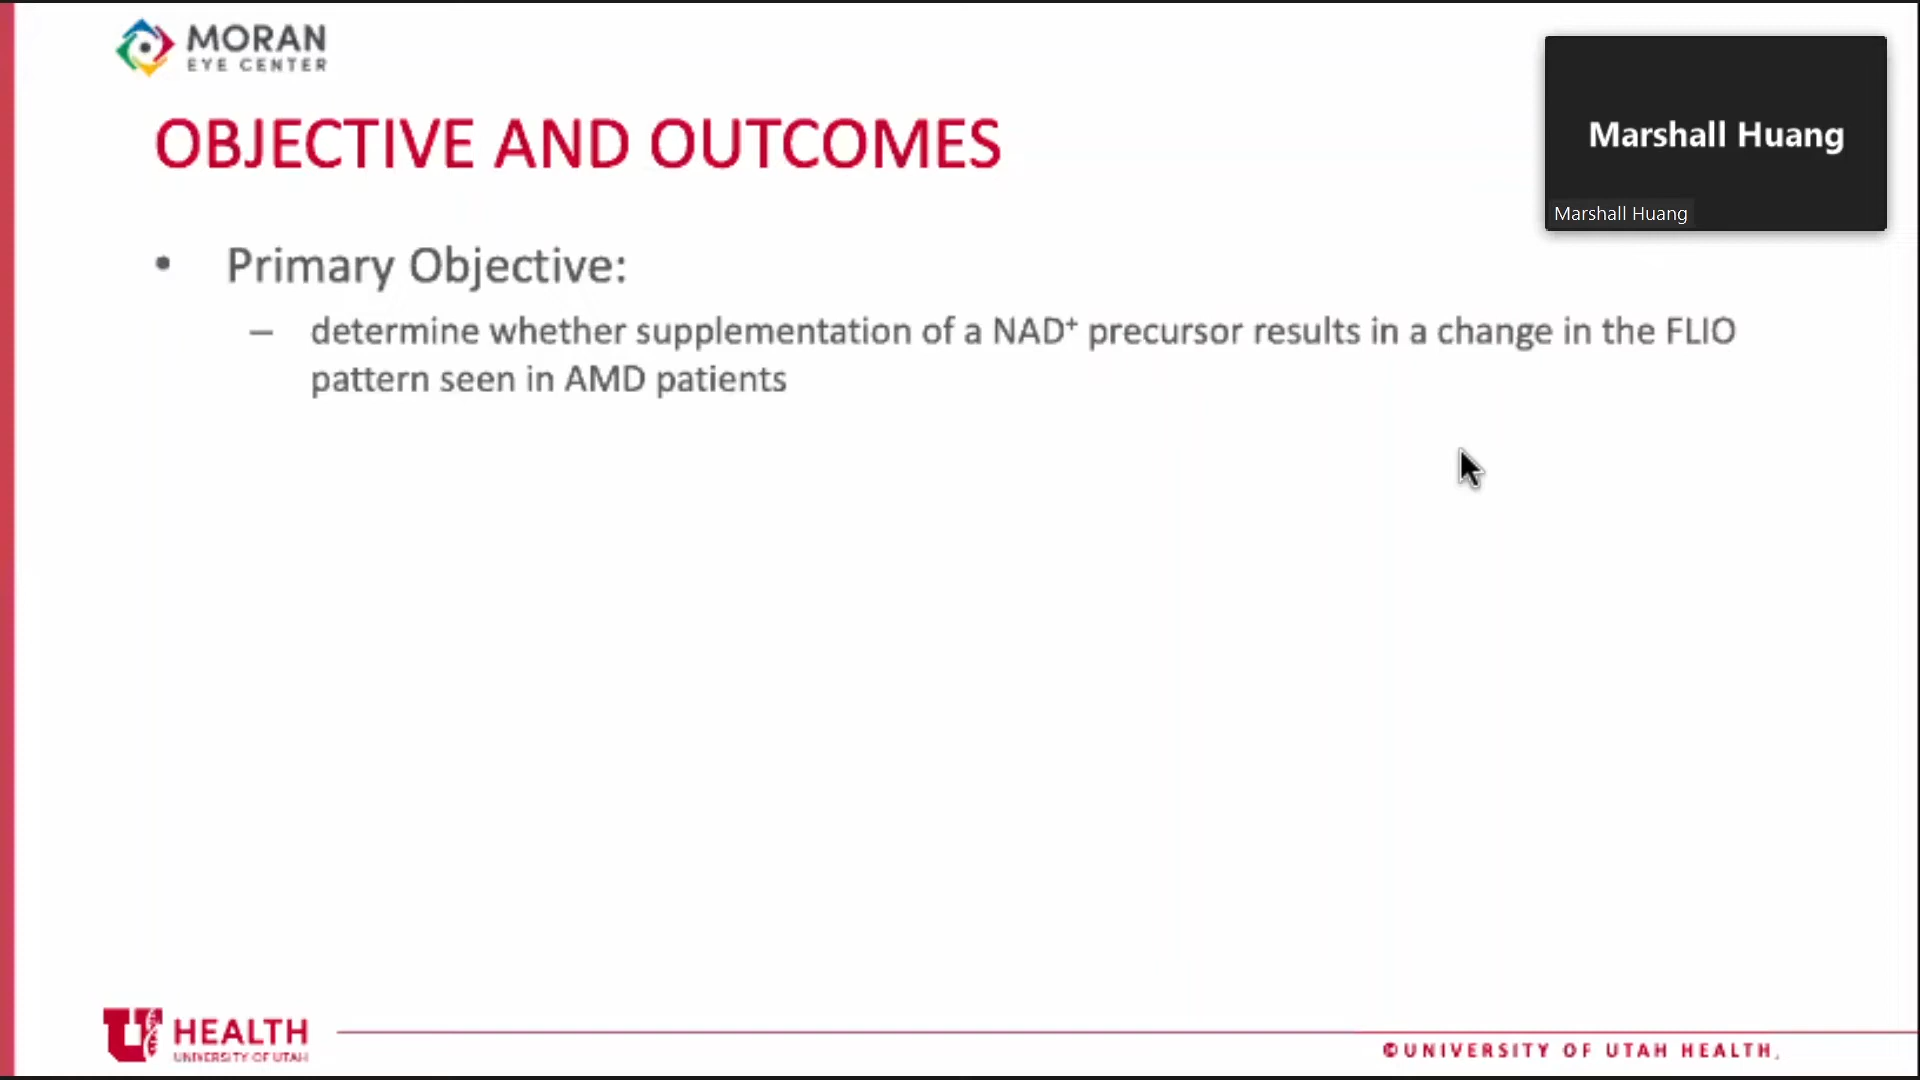 MORAN
EYE CENTER
OBJECTIVE AND OUTCOMES
Marshall Huang
Marshall Huang
• Primary Objective:
– determine whether supplementation of a NAD⁺ precursor results in a change in the FLIO
pattern seen in AMD patients
U HEALTH
UNIVERSITY OF UTAH
©UNIVERSITY OF UTAH HEALTH,